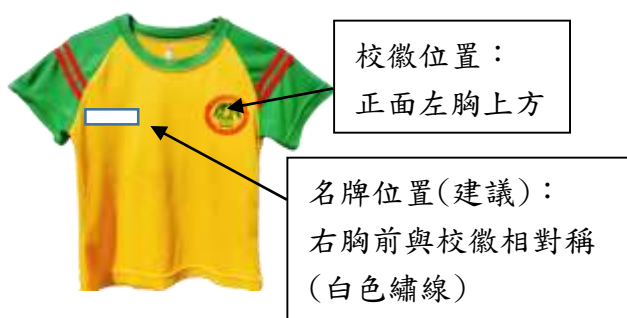 校徽位置：
正面左胸上方
名牌位置(建議)：
右胸前與校徽相對稱
(白色繡線)